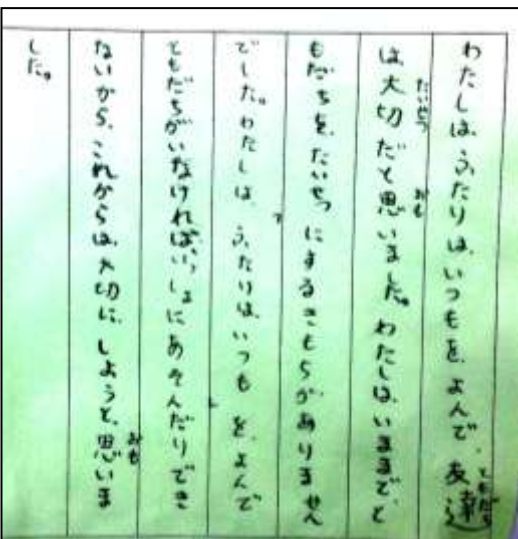 わたしは、ふたりはいつもを、よんで、友達
は大切だと思いました。わたしは、いままで、と
もだちを、たいせつにするきもちがありません
でした。わたしは、ふたりは、いつもを、よんで
ともだちがいなければ、いっしょにあそんだりでき
ないから、これからは、大切に、しようと、思いま
した。